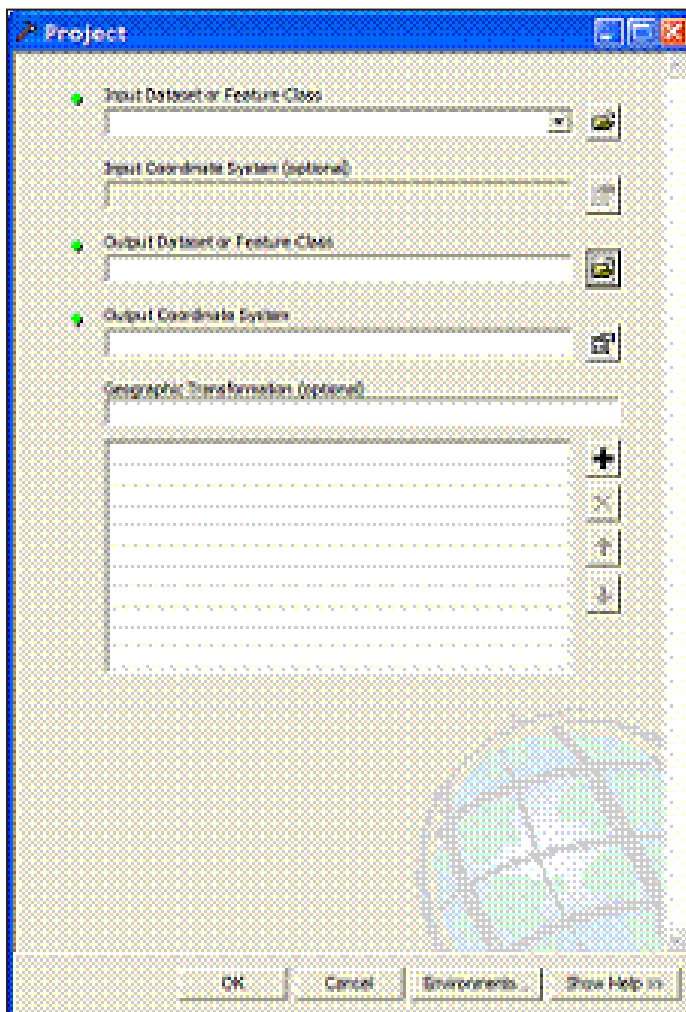 Project
Input Dataset or Feature Class
Input Coordinate System (optional)
Output Dataset or Feature Class
Output Coordinate System
Geographic Transformation (optional)
OK
Cancel
Environments...
Show Help >>